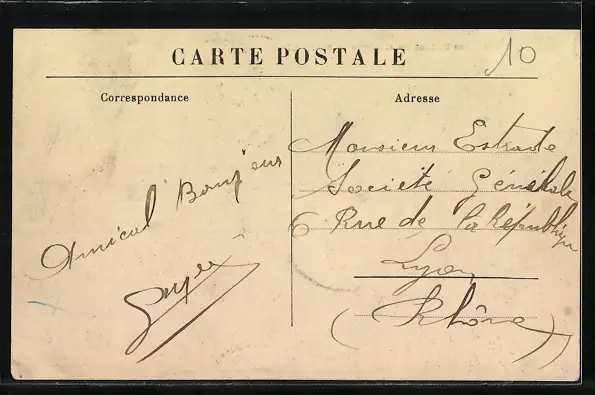 CARTE POSTALE
10
Correspondance
Adresse
Amical Bonjour
Monsieur Estrade
Société Générale
6 Rue de la République
Lyon
(Rhône)